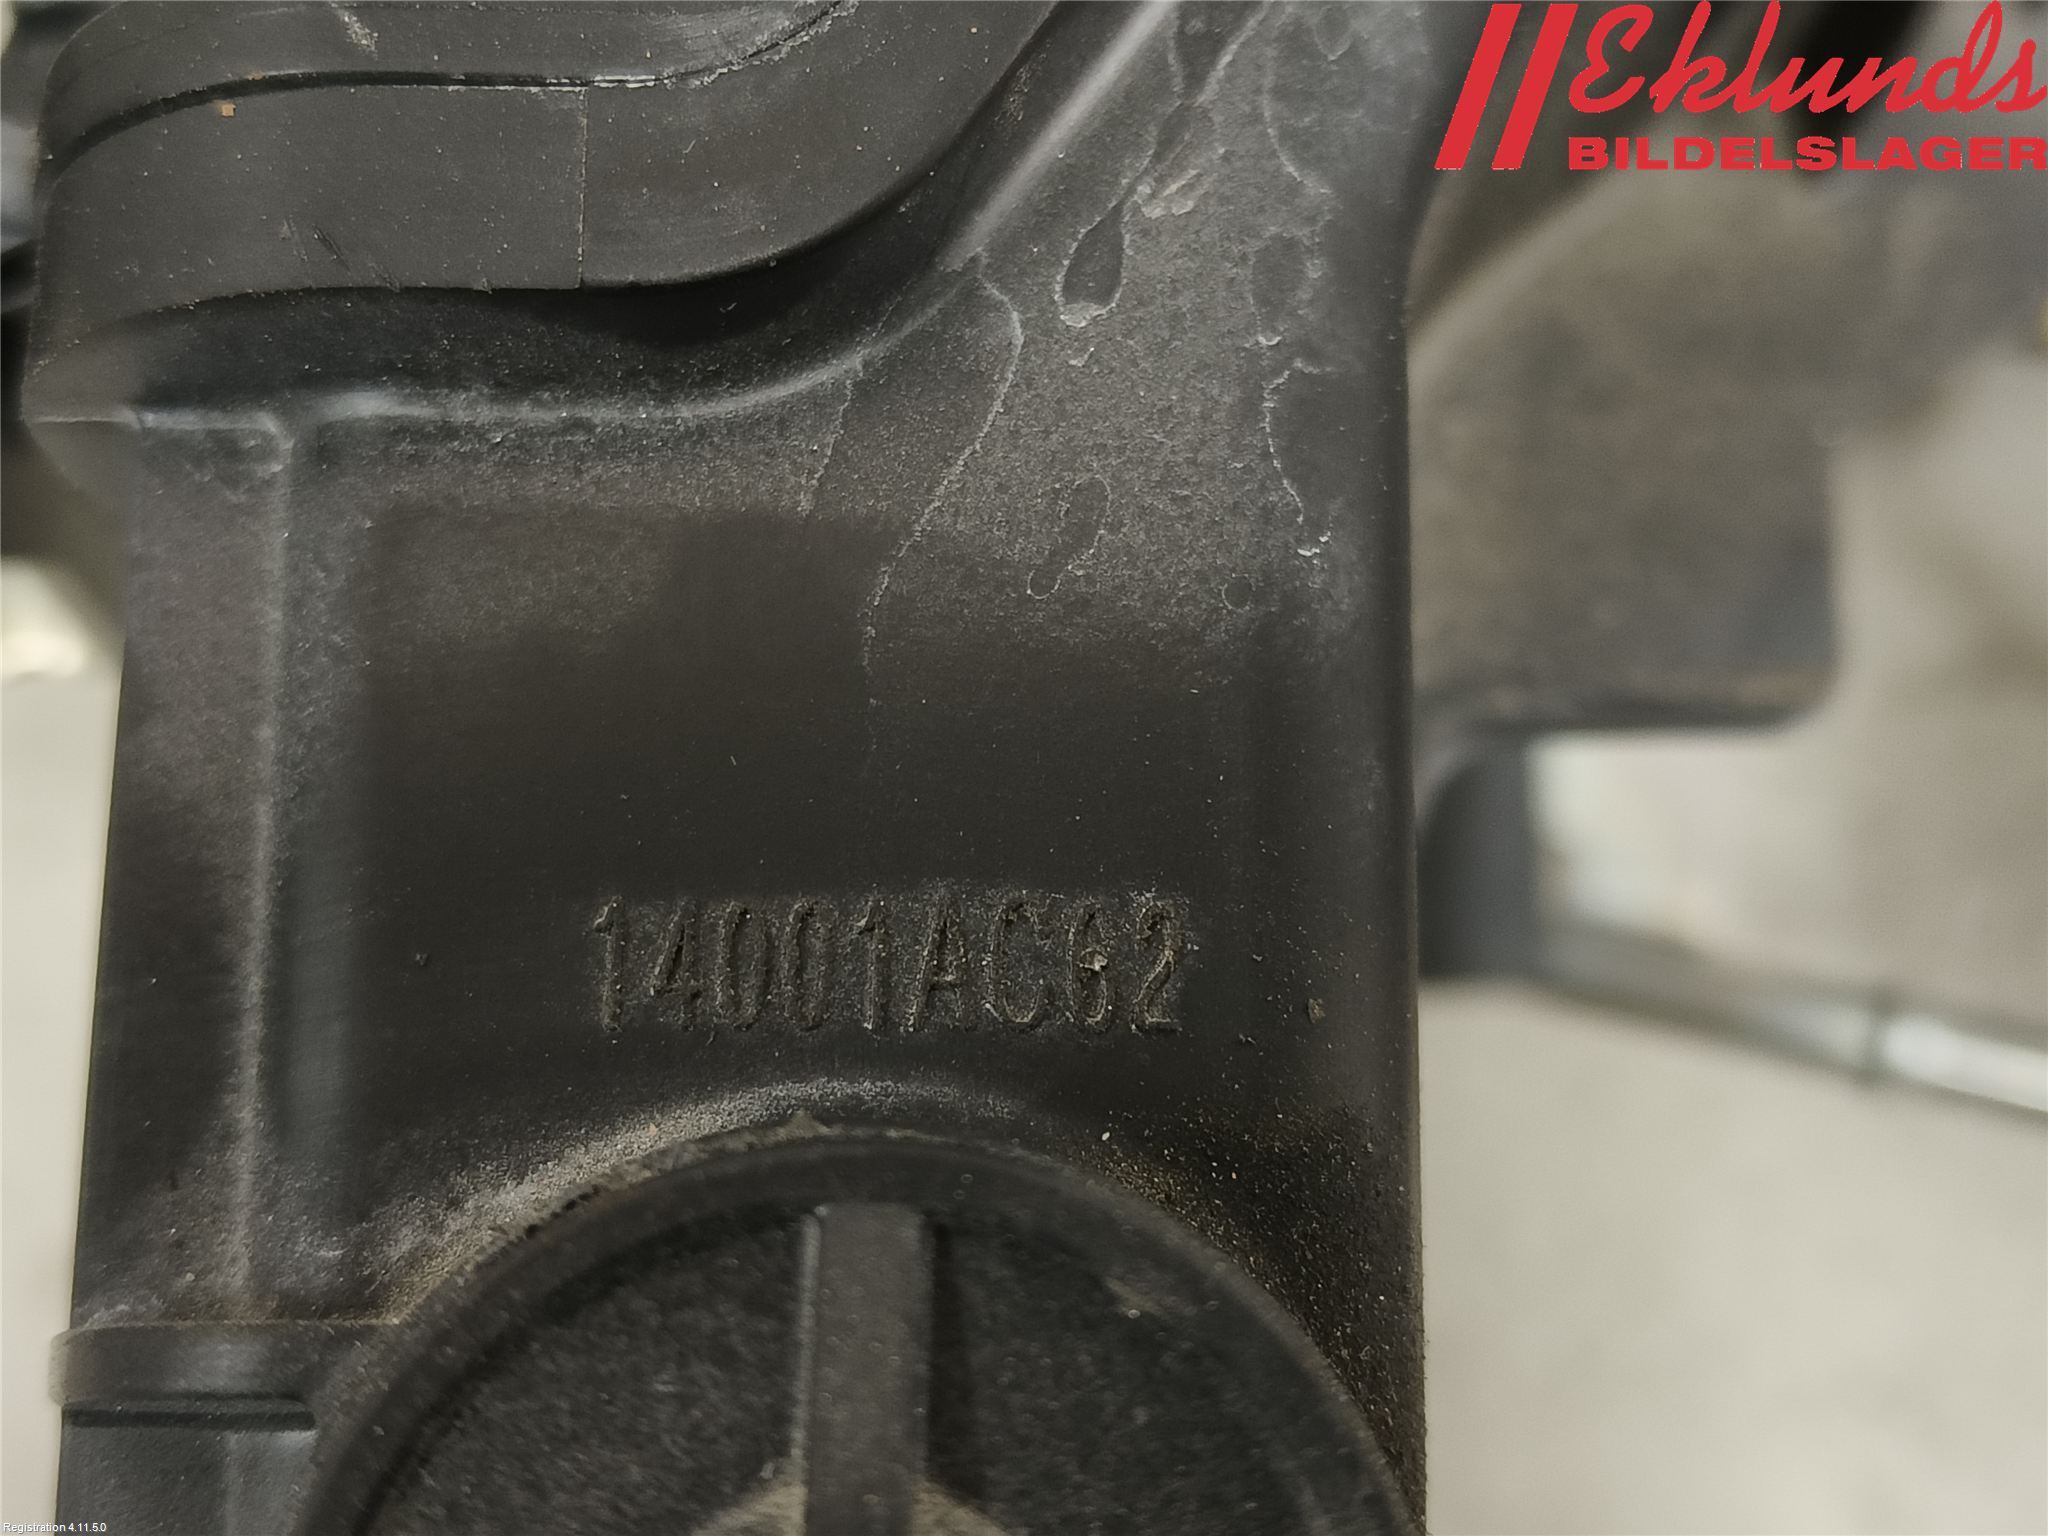 Eklunds
BILDELSLAGER
14001AC62
Registration 4.11.5.0